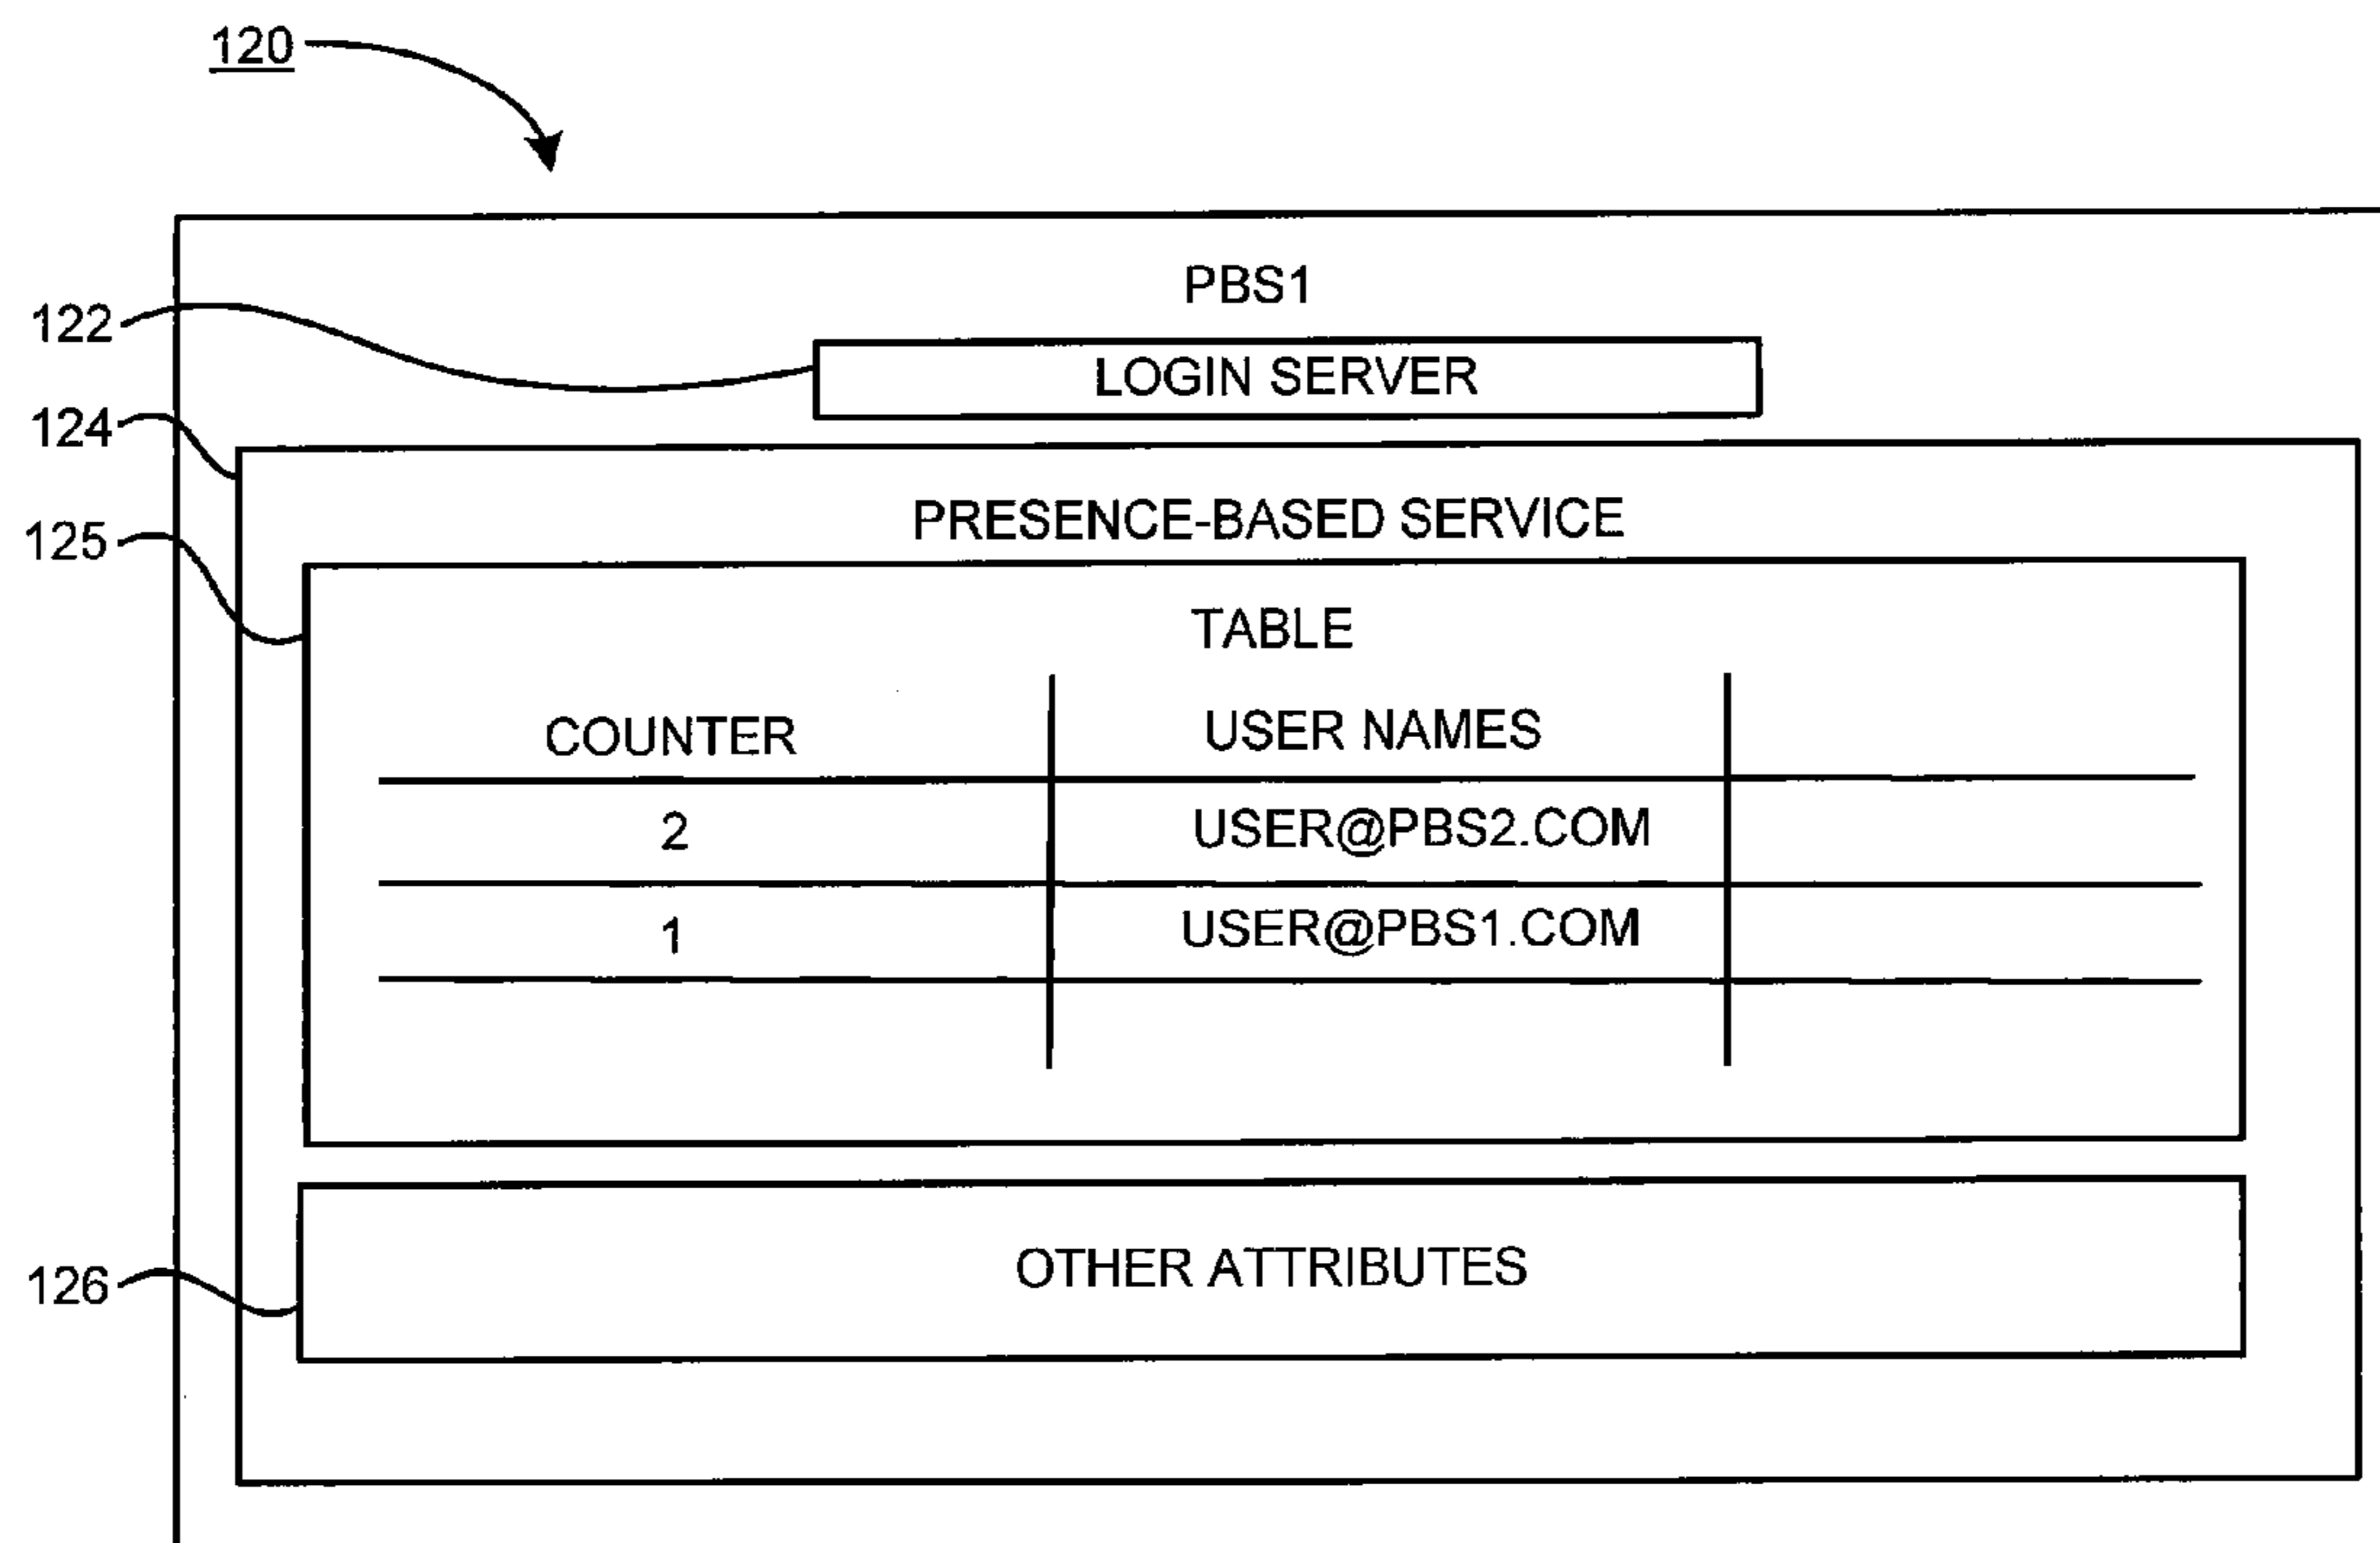 120
PBS1
122
LOGIN SERVER
124
PRESENCE-BASED SERVICE
125
TABLE
COUNTER USER NAMES
2 USER@PBS2.COM
1 USER@PBS1.COM
126
OTHER ATTRIBUTES